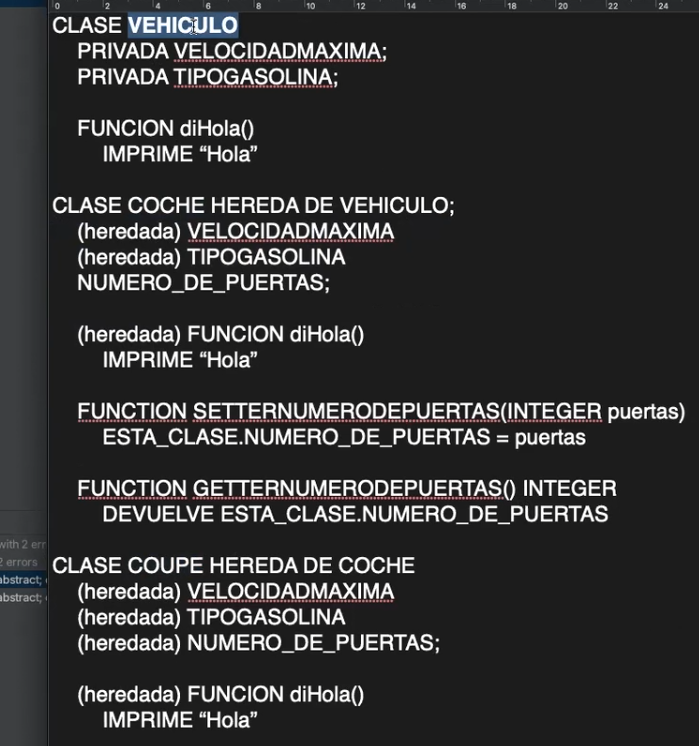 0 2 4 6 8 10 12 14 16 18 20 22 24
CLASE VEHICULO
PRIVADA VELOCIDADMAXIMA;
PRIVADA TIPOGASOLINA;
FUNCION diHola()
IMPRIME “Hola”
CLASE COCHE HEREDA DE VEHICULO;
(heredada) VELOCIDADMAXIMA
(heredada) TIPOGASOLINA
NUMERO_DE_PUERTAS;
(heredada) FUNCION diHola()
IMPRIME “Hola”
FUNCTION SETTERNUMERODEPUERTAS(INTEGER puertas)
ESTA_CLASE.NUMERO_DE_PUERTAS = puertas
FUNCTION GETTERNUMERODEPUERTAS() INTEGER
DEVUELVE ESTA_CLASE.NUMERO_DE_PUERTAS
with 2 err
2 errors
abstract;
abstract;
CLASE COUPE HEREDA DE COCHE
(heredada) VELOCIDADMAXIMA
(heredada) TIPOGASOLINA
(heredada) NUMERO_DE_PUERTAS;
(heredada) FUNCION diHola()
IMPRIME “Hola”